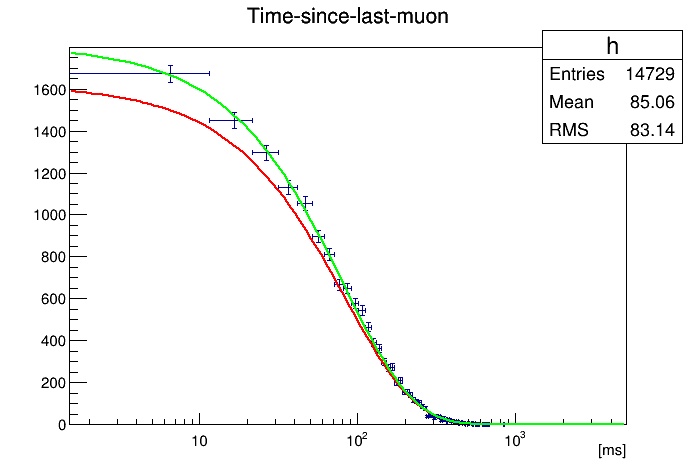 Time-since-last-muon
h
Entries 14729
Mean 85.06
RMS 83.14
1600
1400
1200
1000
800
600
400
200
0
10 10² 10³
[ms]